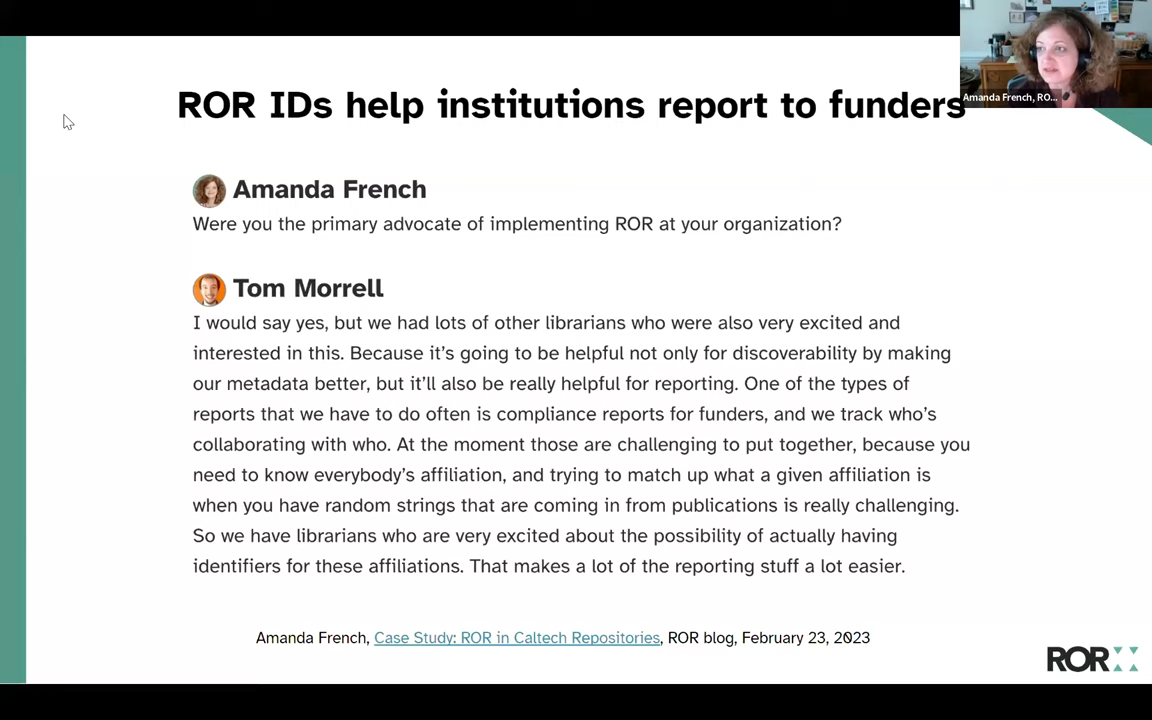 Amanda French, RO...
ROR IDs help institutions report to funders
Amanda French
Were you the primary advocate of implementing ROR at your organization?
Tom Morrell
I would say yes, but we had lots of other librarians who were also very excited and
interested in this. Because it's going to be helpful not only for discoverability by making
our metadata better, but it'll also be really helpful for reporting. One of the types of
reports that we have to do often is compliance reports for funders, and we track who's
collaborating with who. At the moment those are challenging to put together, because you
need to know everybody's affiliation, and trying to match up what a given affiliation is
when you have random strings that are coming in from publications is really challenging.
So we have librarians who are very excited about the possibility of actually having
identifiers for these affiliations. That makes a lot of the reporting stuff a lot easier.
Amanda French, Case Study: ROR in Caltech Repositories, ROR blog, February 23, 2023
ROR